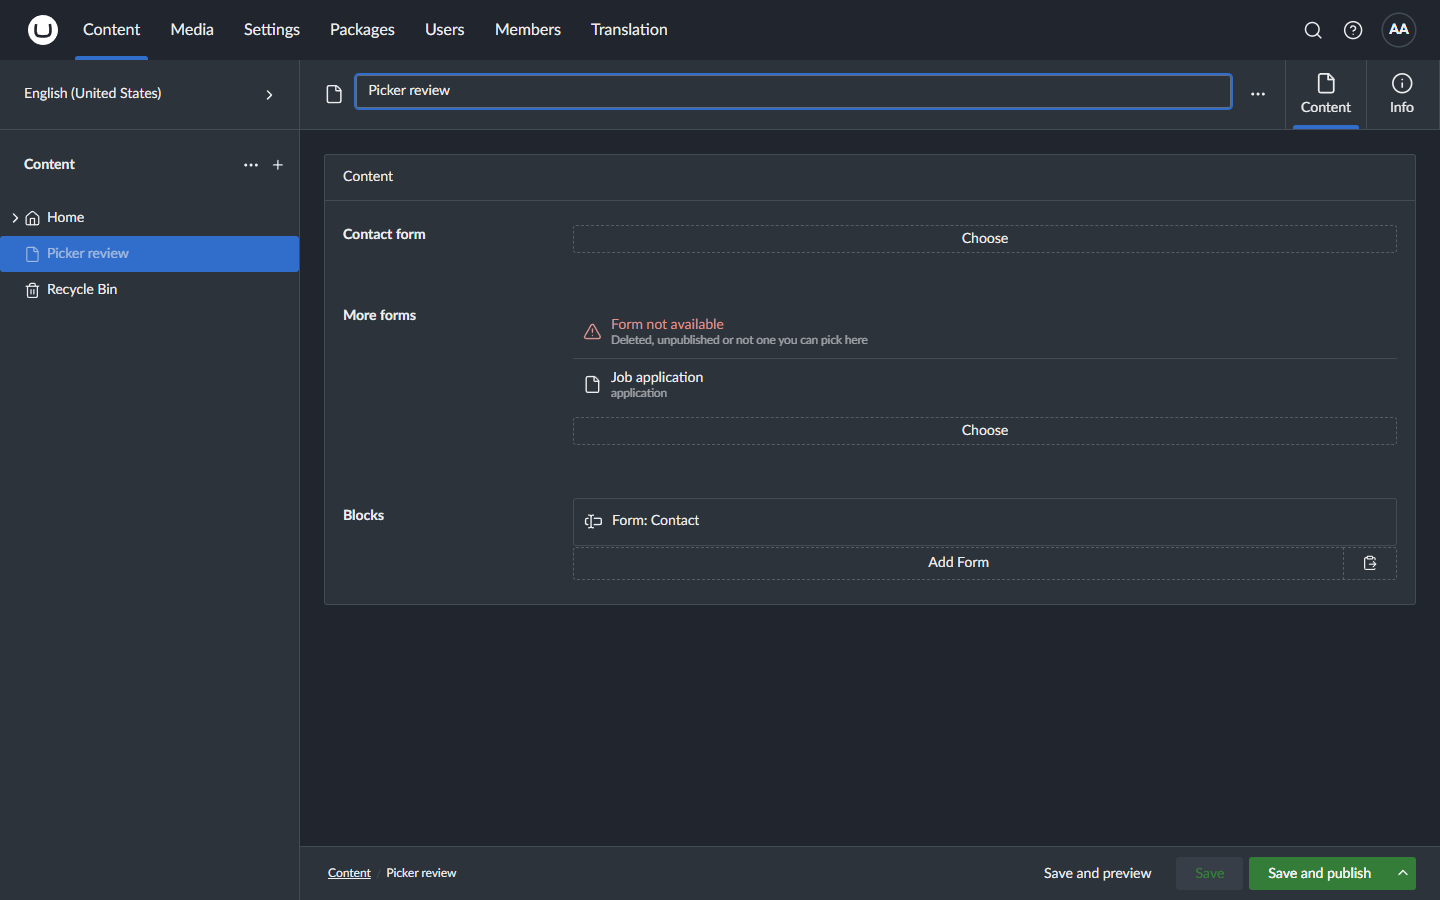 Content
Media
Settings
Packages
Users
Members
Translation
AA
English (United States)
Picker review
Content
Info
Content
Home
Picker review
Recycle Bin
Content
Contact form
Choose
More forms
Form not available
Deleted, unpublished or not one you can pick here
Job application
application
Choose
Blocks
Form: Contact
Add Form
Content / Picker review
Save and preview
Save
Save and publish